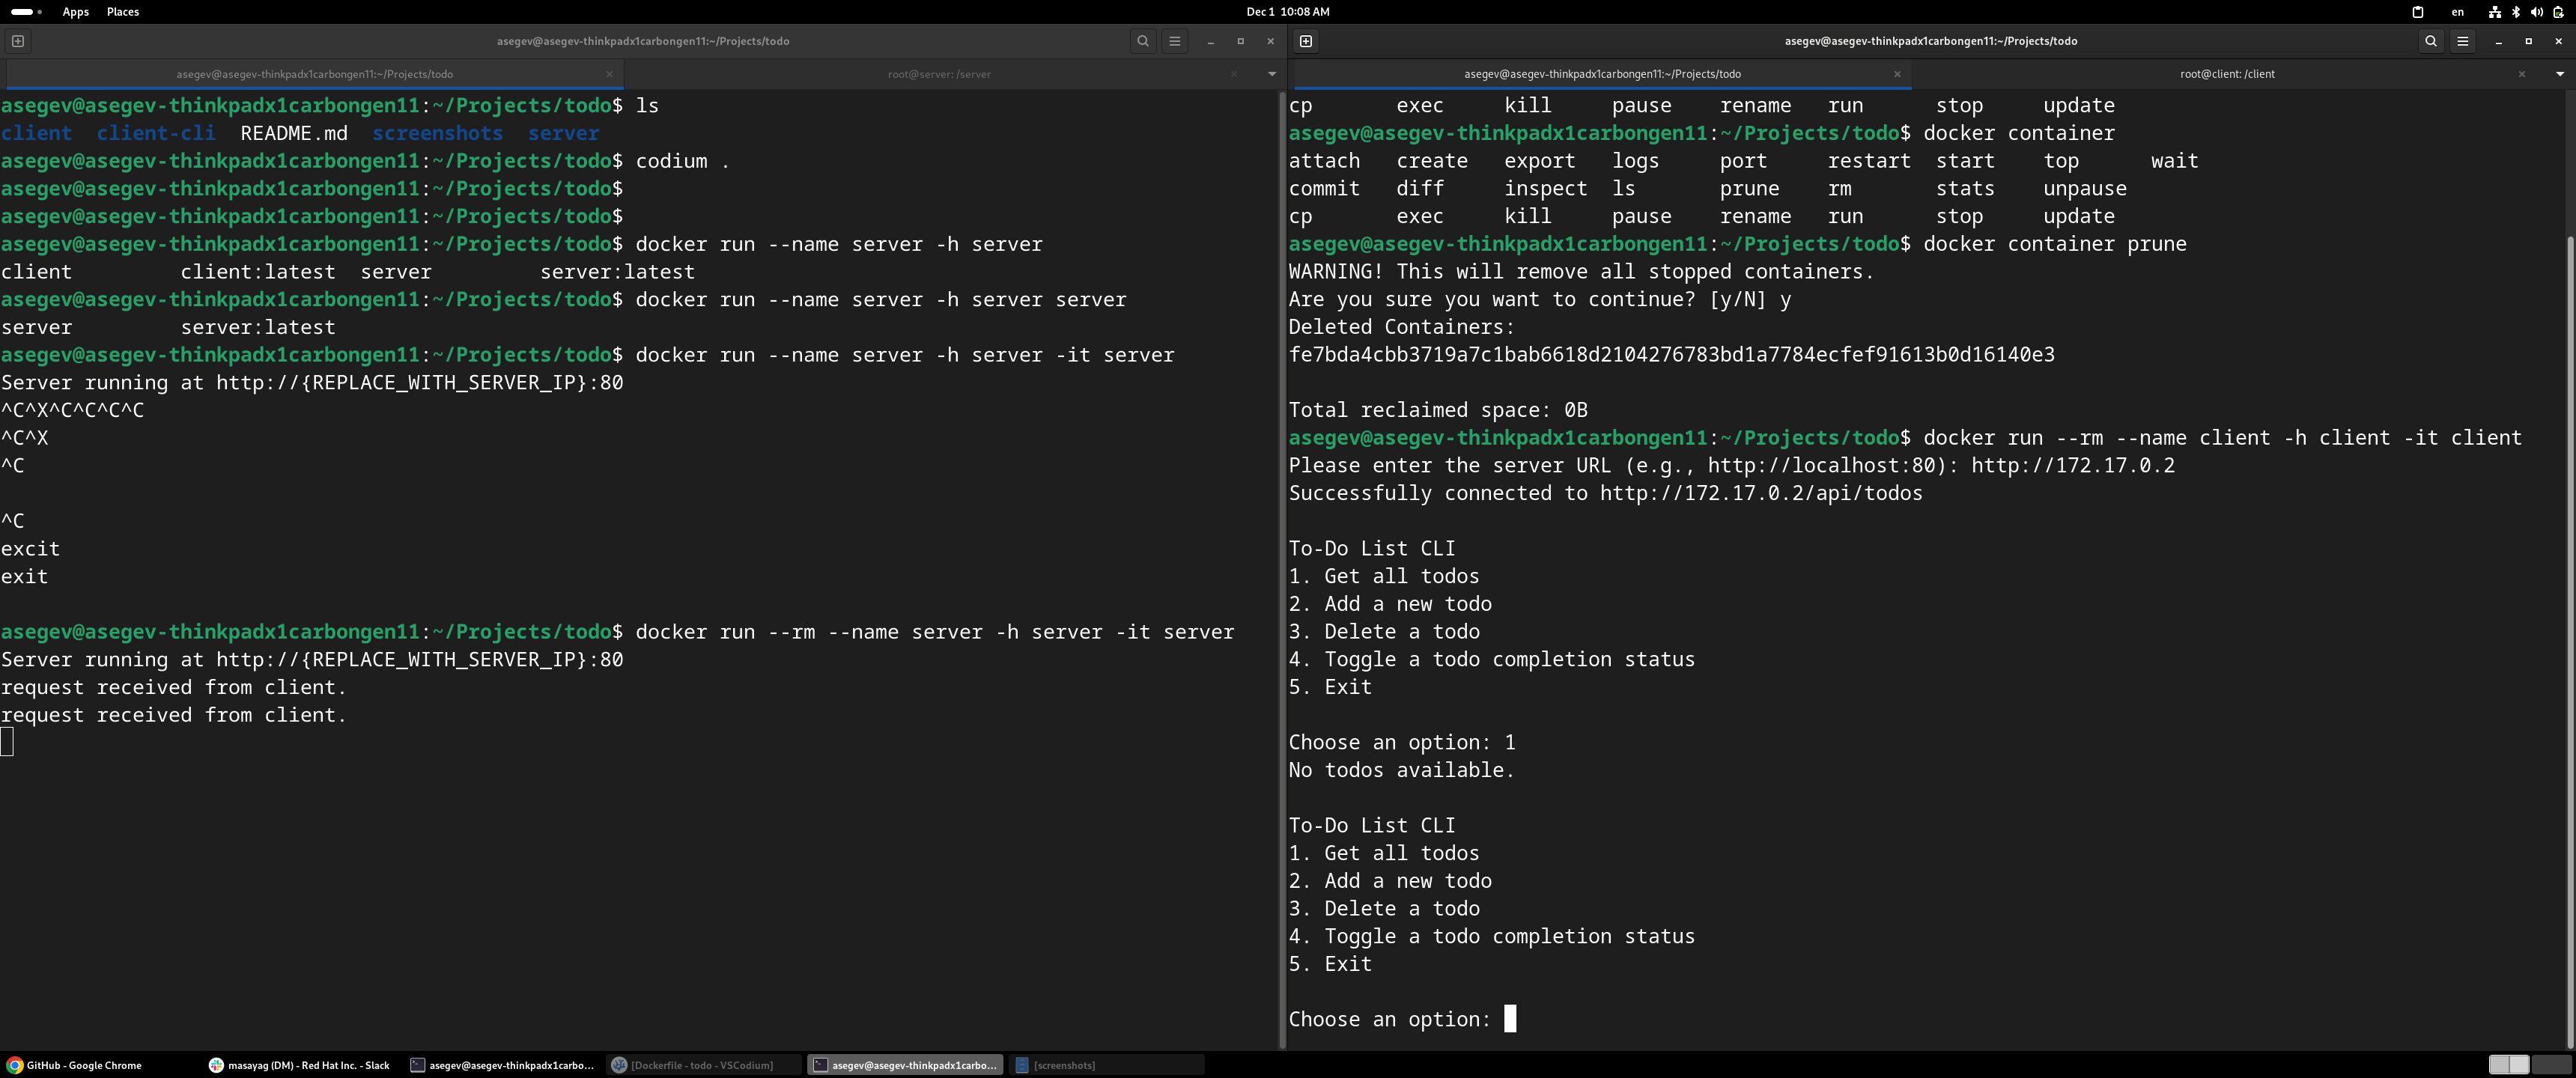 Apps Places
Dec 1 10:08 AM
en
asegev@asegev-thinkpadx1carbongen11:~/Projects/todo
asegev@asegev-thinkpadx1carbongen11:~/Projects/todo
root@server: /server
asegev@asegev-thinkpadx1carbongen11:~/Projects/todo$ ls
client client-cli README.md screenshots server
asegev@asegev-thinkpadx1carbongen11:~/Projects/todo$ codium .
asegev@asegev-thinkpadx1carbongen11:~/Projects/todo$
asegev@asegev-thinkpadx1carbongen11:~/Projects/todo$
asegev@asegev-thinkpadx1carbongen11:~/Projects/todo$ docker run --name server -h server
client client:latest server server:latest
asegev@asegev-thinkpadx1carbongen11:~/Projects/todo$ docker run --name server -h server server
server server:latest
asegev@asegev-thinkpadx1carbongen11:~/Projects/todo$ docker run --name server -h server -it server
Server running at http://{REPLACE_WITH_SERVER_IP}:80
^C^X^C^C^C^C
^C^X
^C
^C
excit
exit
asegev@asegev-thinkpadx1carbongen11:~/Projects/todo$ docker run --rm --name server -h server -it server
Server running at http://{REPLACE_WITH_SERVER_IP}:80
request received from client.
request received from client.
asegev@asegev-thinkpadx1carbongen11:~/Projects/todo
asegev@asegev-thinkpadx1carbongen11:~/Projects/todo
root@client: /client
cp exec kill pause rename run stop update
asegev@asegev-thinkpadx1carbongen11:~/Projects/todo$ docker container
attach create export logs port restart start top wait
commit diff inspect ls prune rm stats unpause
cp exec kill pause rename run stop update
asegev@asegev-thinkpadx1carbongen11:~/Projects/todo$ docker container prune
WARNING! This will remove all stopped containers.
Are you sure you want to continue? [y/N] y
Deleted Containers:
fe7bda4cbb3719a7c1bab6618d2104276783bd1a7784ecfef91613b0d16140e3
Total reclaimed space: 0B
asegev@asegev-thinkpadx1carbongen11:~/Projects/todo$ docker run --rm --name client -h client -it client
Please enter the server URL (e.g., http://localhost:80): http://172.17.0.2
Successfully connected to http://172.17.0.2/api/todos
To-Do List CLI
1. Get all todos
2. Add a new todo
3. Delete a todo
4. Toggle a todo completion status
5. Exit
Choose an option: 1
No todos available.
To-Do List CLI
1. Get all todos
2. Add a new todo
3. Delete a todo
4. Toggle a todo completion status
5. Exit
Choose an option:
GitHub - Google Chrome
masayag (DM) - Red Hat Inc. - Slack
asegev@asegev-thinkpadx1carbo...
[Dockerfile - todo - VSCodium]
asegev@asegev-thinkpadx1carbo...
[screenshots]